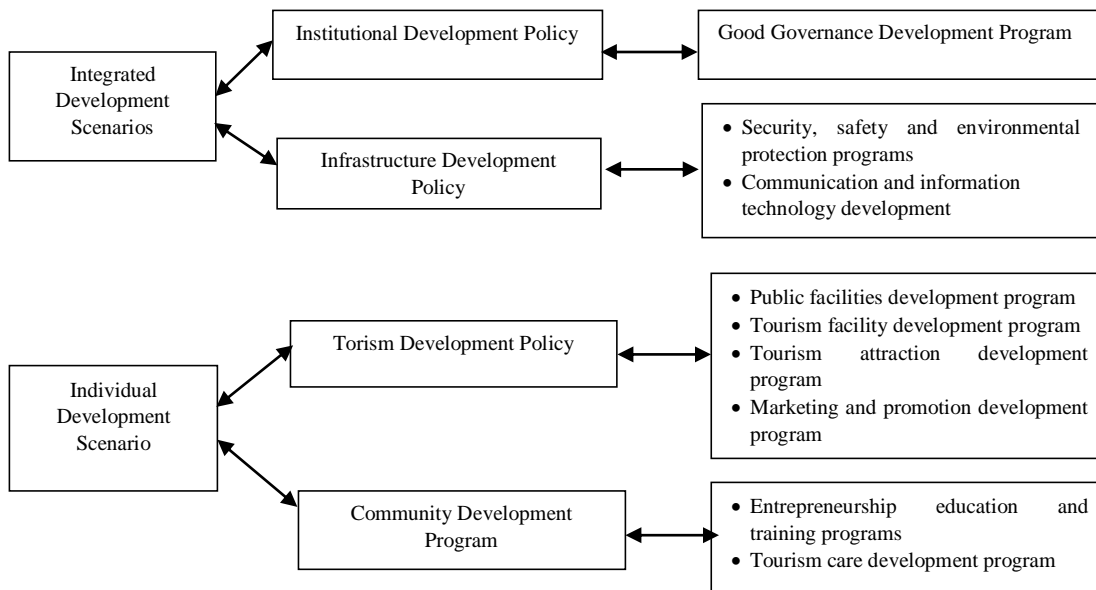 Integrated
Development
Scenarios
Institutional Development Policy
Good Governance Development Program
Infrastructure Development
Policy
• Security, safety and environmental
protection programs
• Communication and information
technology development
Individual
Development
Scenario
Torism Development Policy
• Public facilities development program
• Tourism facility development program
• Tourism attraction development
program
• Marketing and promotion development
program
Community Development
Program
• Entrepreneurship education and
training programs
• Tourism care development program